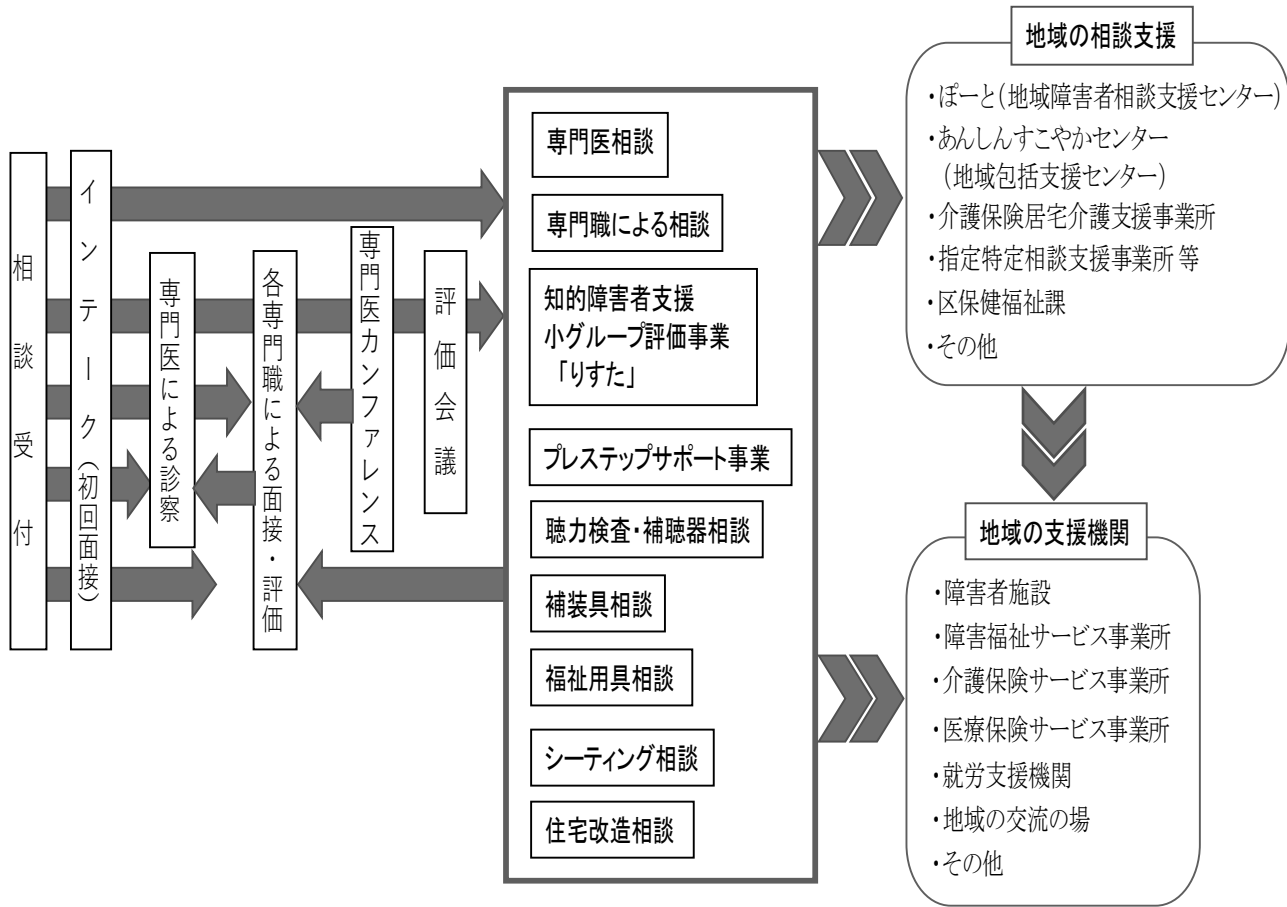 相談受付
インテーク(初回面接)
専門医による診察
各専門職による面接・評価
専門医カンファレンス
評価会議
専門医相談
専門職による相談
知的障害者支援
小グループ評価事業
「りすた」
プレステップサポート事業
聴力検査・補聴器相談
補装具相談
福祉用具相談
シーティング相談
住宅改造相談
地域の相談支援
・ぽーと(地域障害者相談支援センター)
・あんしんすこやかセンター
(地域包括支援センター)
・介護保険居宅介護支援事業所
・指定特定相談支援事業所 等
・区保健福祉課
・その他
地域の支援機関
・障害者施設
・障害福祉サービス事業所
・介護保険サービス事業所
・医療保険サービス事業所
・就労支援機関
・地域の交流の場
・その他